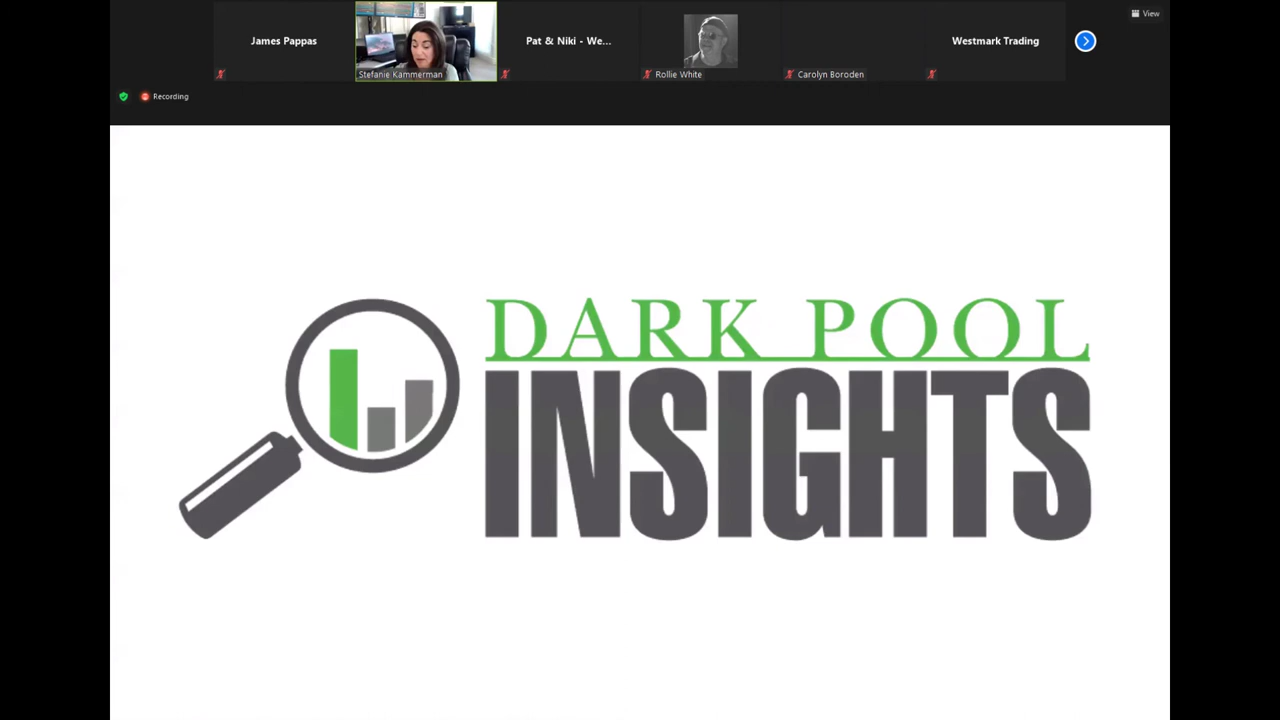 View
James Pappas
Pat & Niki - We...
Westmark Trading
Stefanie Kammerman
Rollie White
Carolyn Boroden
Recording
DARK POOL
INSIGHTS